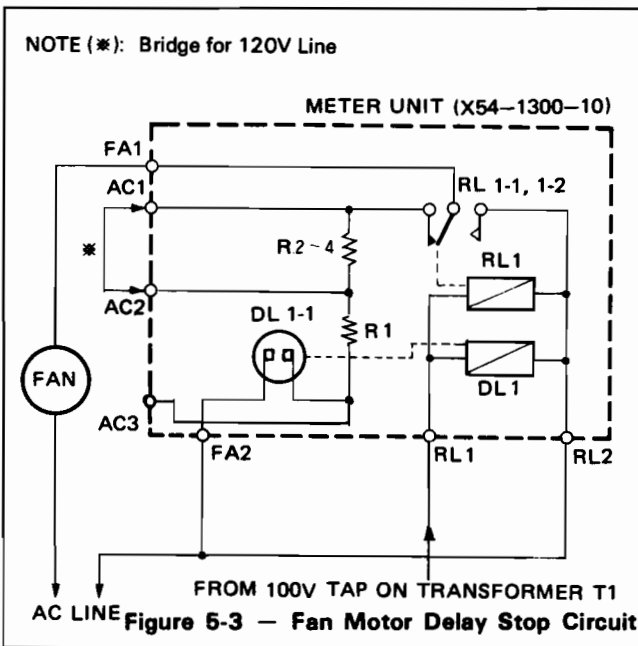 NOTE (※): Bridge for 120V Line
METER UNIT (X54-1300-10)
FA1
AC1
RL 1-1, 1-2
※
R2~4
RL1
AC2
DL 1-1
R1
FAN
DL1
AC3
FA2
RL1
RL2
FROM 100V TAP ON TRANSFORMER T1
AC LINE
Figure 5-3 — Fan Motor Delay Stop Circuit